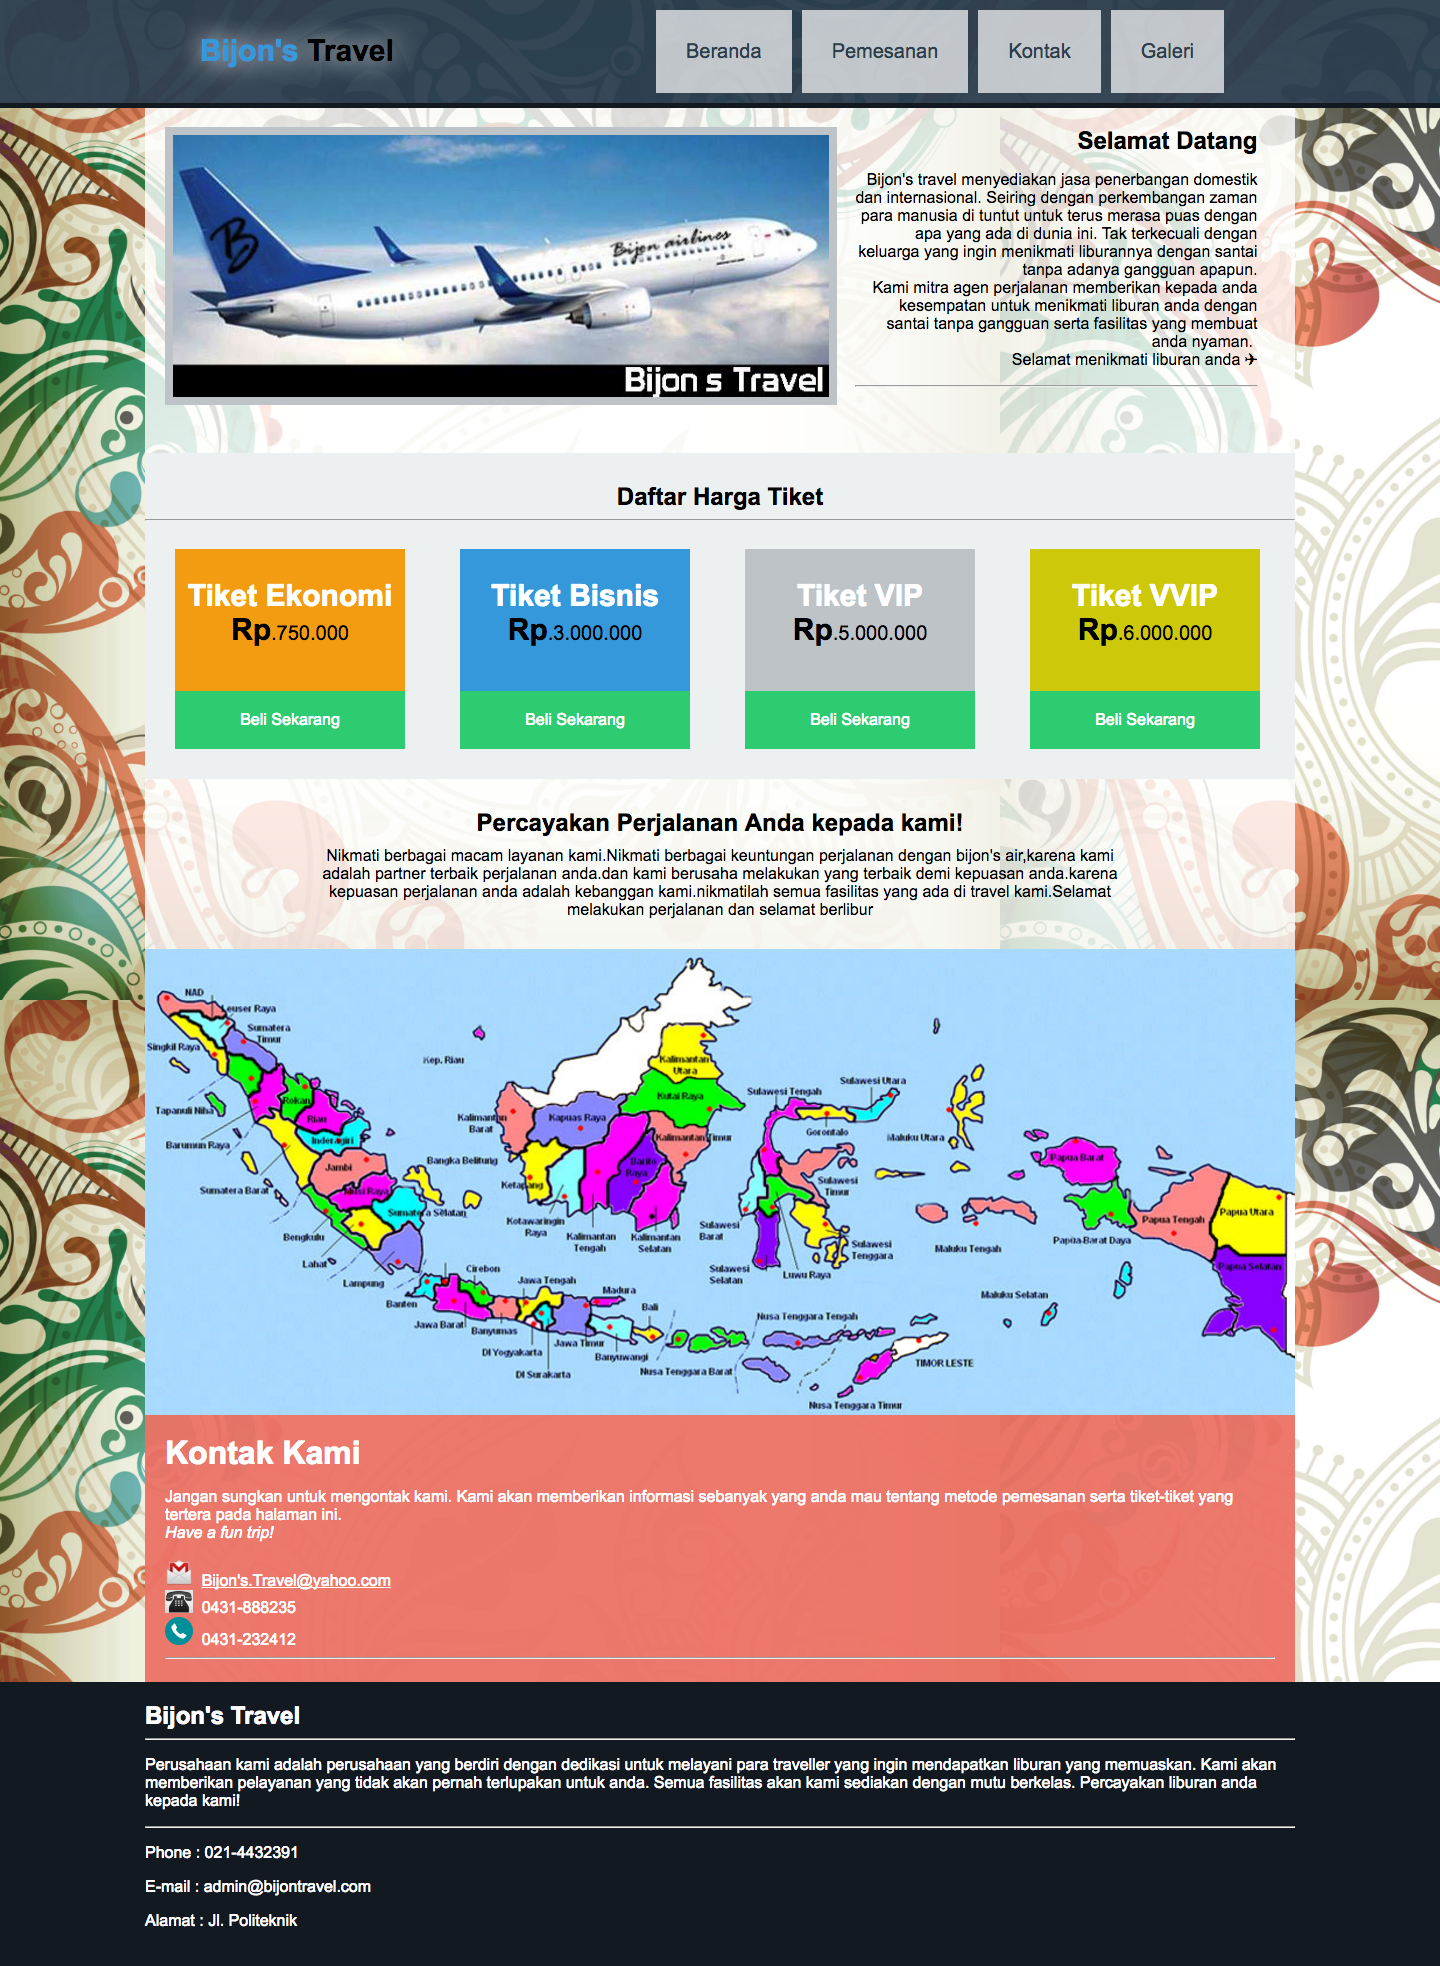 Bijon's Travel
Beranda
Pemesanan
Kontak
Galeri
B
Bijon airlines
Bijon s Travel
Selamat Datang
Bijon's travel menyediakan jasa penerbangan domestik
dan internasional. Seiring dengan perkembangan zaman
para manusia di tuntut untuk terus merasa puas dengan
apa yang ada di dunia ini. Tak terkecuali dengan
keluarga yang ingin menikmati liburannya dengan santai
tanpa adanya gangguan apapun.
Kami mitra agen perjalanan memberikan kepada anda
kesempatan untuk menikmati liburan anda dengan
santai tanpa gangguan serta fasilitas yang membuat
anda nyaman.
Selamat menikmati liburan anda ✈
Daftar Harga Tiket
Tiket Ekonomi
Rp.750.000
Beli Sekarang
Tiket Bisnis
Rp.3.000.000
Beli Sekarang
Tiket VIP
Rp.5.000.000
Beli Sekarang
Tiket VVIP
Rp.6.000.000
Beli Sekarang
Percayakan Perjalanan Anda kepada kami!
Nikmati berbagai macam layanan kami.Nikmati berbagai keuntungan perjalanan dengan bijon's air,karena kami
adalah partner terbaik perjalanan anda.dan kami berusaha melakukan yang terbaik demi kepuasan anda.karena
kepuasan perjalanan anda adalah kebanggan kami.nikmatilah semua fasilitas yang ada di travel kami.Selamat
melakukan perjalanan dan selamat berlibur
NAD
Leuser Raya
Sumatera
Timur
Singkil Raya
Tapanuli Niha
Rokan
Rian
Barumun Raya
Inderagiri
Jambi
Sumatera Barat
Musi Raya
Sumatera Selatan
Bengkulu
Lahat
Lampung
Kep. Riau
Bangka Belitung
Kalimantan
Barat
Kapuas Raya
Kalimantan
Utara
Kutai Raya
Kalimantan Timur
Barito
Raya
Ketapang
Kotawaringin
Raya
Kalimantan
Tengah
Kalimantan
Selatan
Sulawesi Tengah
Sulawesi Utara
Gorontalo
Maluku Utara
Sulawesi
Timur
Sulawesi
Barat
Sulawesi
Tenggara
Sulawesi
Selatan
Luwu Raya
Maluku Tengah
Maluku Selatan
Papua Barat
Papua Barat Daya
Papua Tengah
Papua Utara
Papua Selatan
Banten
Cirebon
Jawa Barat
Banyumas
Jawa Tengah
DI Yogyakarta
DI Surakarta
Jawa Timur
Madura
Banyuwangi
Bali
Nusa Tenggara Barat
Nusa Tenggara Tengah
Nusa Tenggara Timur
TIMOR LESTE
Kontak Kami
Jangan sungkan untuk mengontak kami. Kami akan memberikan informasi sebanyak yang anda mau tentang metode pemesanan serta tiket-tiket yang
tertera pada halaman ini.
Have a fun trip!
Bijon's.Travel@yahoo.com
0431-888235
0431-232412
Bijon's Travel
Perusahaan kami adalah perusahaan yang berdiri dengan dedikasi untuk melayani para traveller yang ingin mendapatkan liburan yang memuaskan. Kami akan
memberikan pelayanan yang tidak akan pernah terlupakan untuk anda. Semua fasilitas akan kami sediakan dengan mutu berkelas. Percayakan liburan anda
kepada kami!
Phone : 021-4432391
E-mail : admin@bijontravel.com
Alamat : Jl. Politeknik